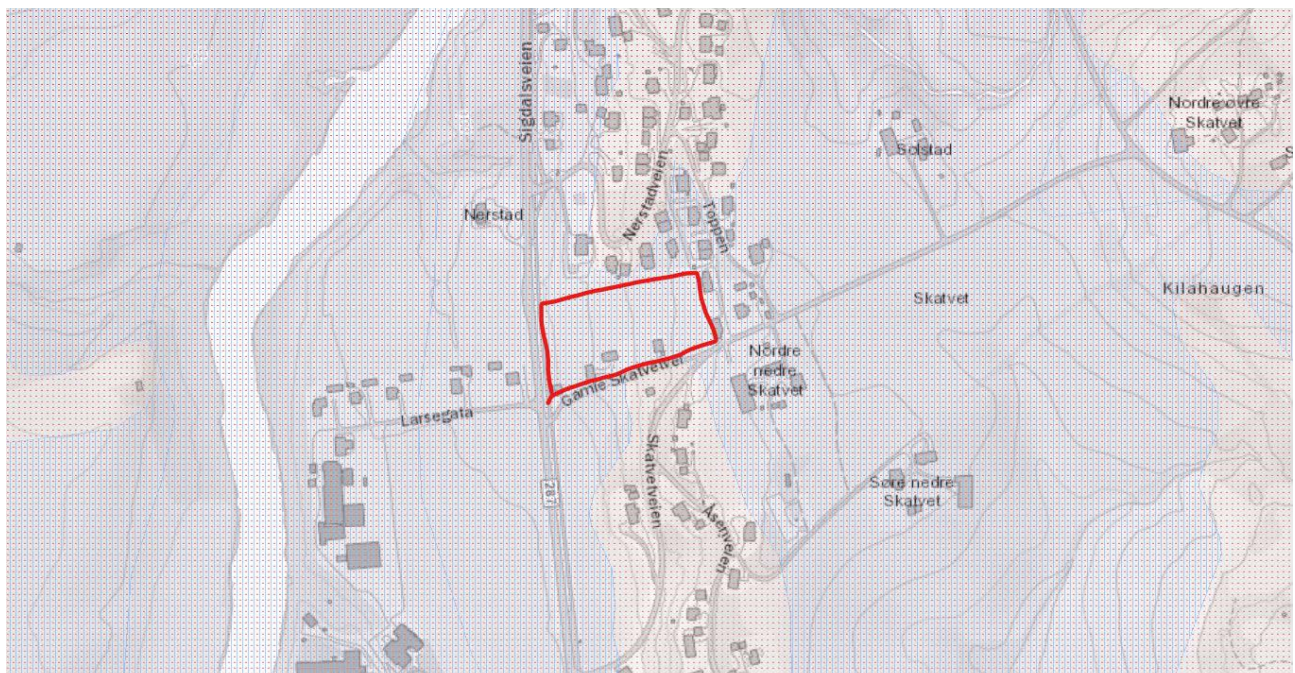 Sigdalsveien
Nordre øvre
Skatvet
S
Solstad
Nerstad
Nerstadveien
Toppen
Skatvet
Kilahaugen
Nordre
nedre
Skatvet
Gamle Skatvetvei
Larsegata
Skatvetveien
287
Søre nedre
Skatvet
Åsenveien